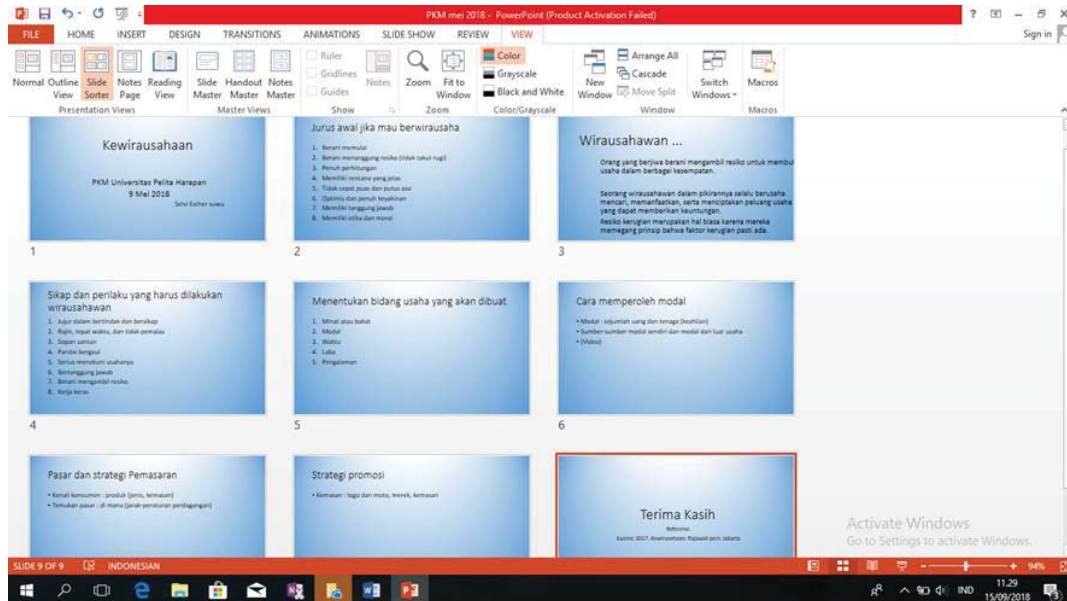 PKM mei 2018 - PowerPoint (Product Activation Failed)
FILE HOME INSERT DESIGN TRANSITIONS ANIMATIONS SLIDE SHOW REVIEW VIEW Sign in
Normal Outline View Slide Sorter Notes Page Reading View Slide Master Handout Master Notes Master
Ruler
Gridlines
Guides
Notes Zoom Fit to Window
Color
Grayscale
Black and White
New Window
Arrange All
Cascade
Move Split
Switch Windows
Macros
Presentation Views Master Views Show Zoom Color/Grayscale Window Macros
Kewirausahaan
PKM Universitas Pelita Harapan
9 Mei 2018
Selvi Esther suwu
1
Jurus awal jika mau berwirausaha
1. Berani memulai
2. Berani menanggung resiko (tidak takut rugi)
3. Penuh perhitungan
4. Memiliki rencana yang jelas
5. Tidak cepat puas dan putus asa
6. Optimis dan penuh keyakinan
7. Memiliki tanggung jawab
8. Memiliki etika dan moral
2
Wirausahawan ...
Orang yang berjiwa berani mengambil resiko untuk membu
usaha dalam berbagai kesempatan.
Seorang wirausahawan dalam pikirannya selalu berusaha
mencari, memanfaatkan, serta menciptakan peluang usaha
yang dapat memberikan keuntungan.
Resiko kerugian merupakan hal biasa karena mereka
memegang prinsip bahwa faktor kerugian pasti ada.
3
Sikap dan perilaku yang harus dilakukan
wirausahawan
1. Jujur dalam bertindak dan bersikap
2. Rajin, tepat waktu, dan tidak pemalas
3. Sopan santun
4. Pandai bergaul
5. Serius menekuni usahanya
6. Bertanggung jawab
7. Berani mengambil resiko
8. Kerja keras
4
Menentukan bidang usaha yang akan dibuat
1. Minat atau bakat
2. Modal
3. Waktu
4. Laba
5. Pengalaman
5
Cara memperoleh modal
• Modal : sejumlah uang dan tenaga (keahlian)
• Sumber-sumber modal sendiri dan modal dari luar usaha
• (Video)
6
Pasar dan strategi Pemasaran
• Kenali konsumen : produk (jenis, kemasan)
• Temukan pasar : di mana (jarak-peraturan perdagangan)
Strategi promosi
• Kemasan : logo dan moto, merek, kemasan
Terima Kasih
Referensi
Kasmir 2017. Kewirausahaan. Rajawali pers: Jakarta
Activate Windows
Go to Settings to activate Windows.
SLIDE 9 OF 9 INDONESIAN 94%
IND 11.29
15/09/2018